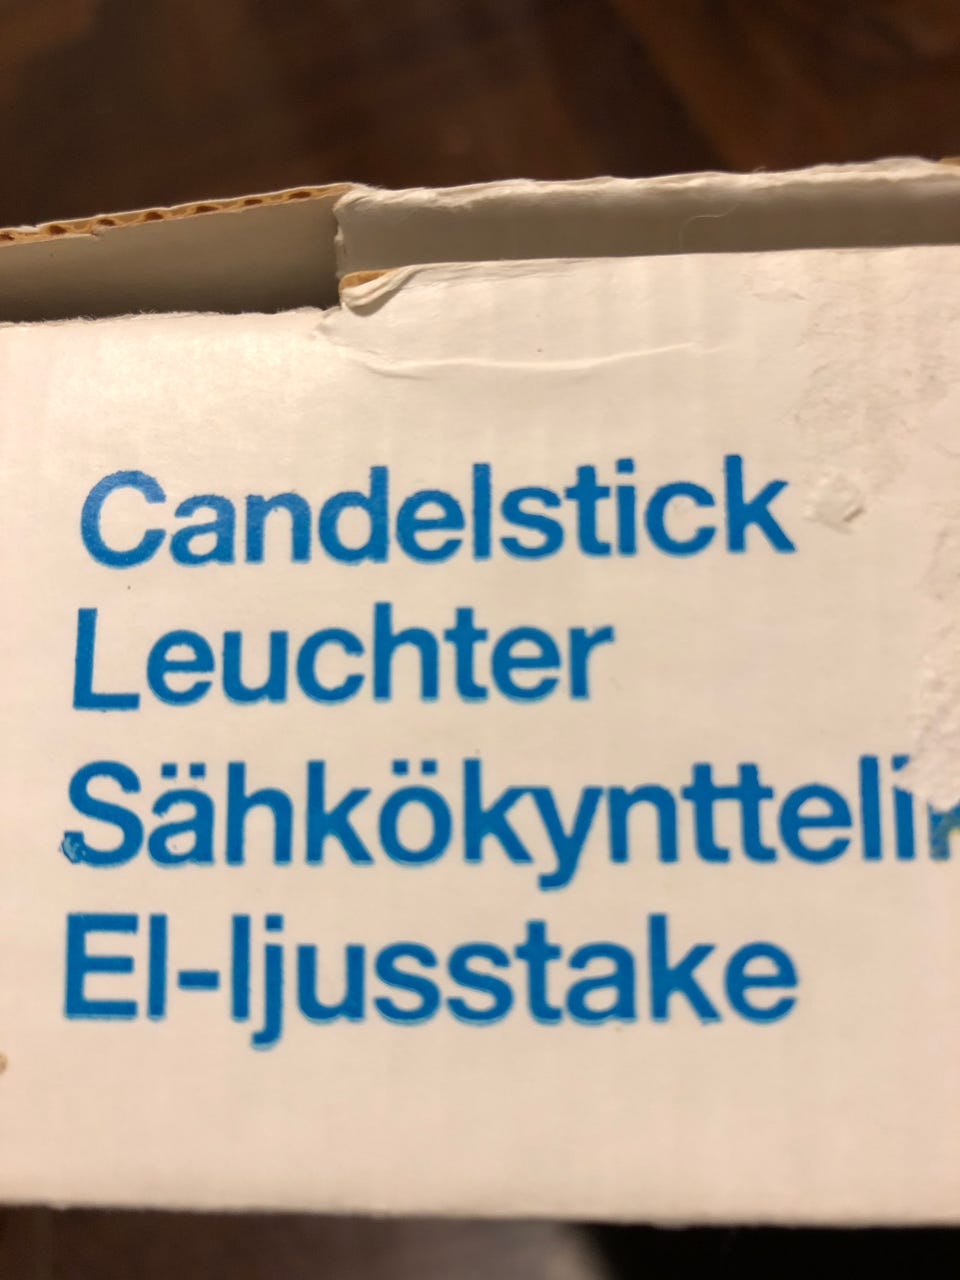 Candelstick
Leuchter
Sähkökyntteli
El-ljusstake